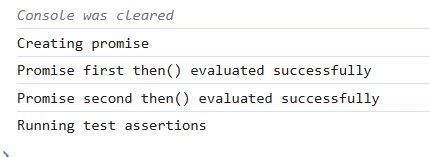 Console was cleared
Creating promise
Promise first then() evaluated successfully
Promise second then() evaluated successfully
Running test assertions